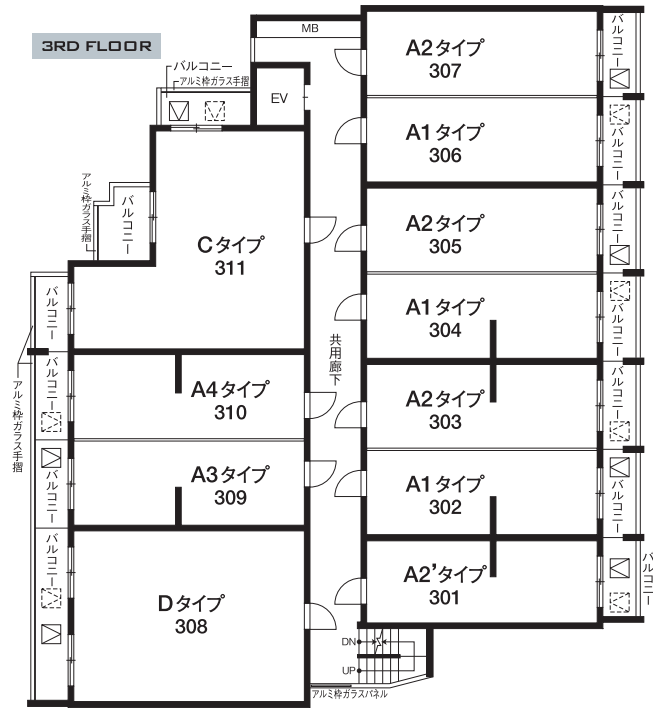 3RD FLOOR
MB
バルコニー
アルミ枠ガラス手摺
EV
A2タイプ
307
バルコニー
A1タイプ
306
バルコニー
アルミ枠ガラス手摺
バルコニー
Cタイプ
311
A2タイプ
305
バルコニー
バルコニー
A1タイプ
304
バルコニー
共用廊下
アルミ枠ガラス手摺
バルコニー
A4タイプ
310
A2タイプ
303
バルコニー
バルコニー
A3タイプ
309
A1タイプ
302
バルコニー
バルコニー
Dタイプ
308
A2'タイプ
301
バルコニー
DN
UP
アルミ枠ガラスパネル